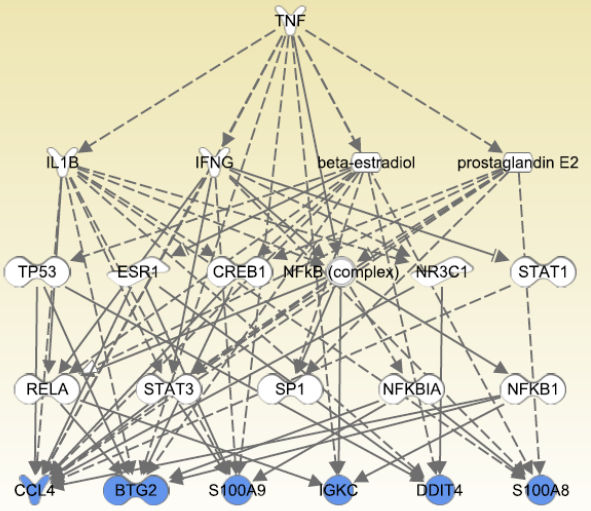 TNF
IL1B IFNG beta-estradiol prostaglandin E2
TP53 ESR1 CREB1 NFkB (complex) NR3C1 STAT1
RELA STAT3 SP1 NFKBIA NFKB1
CCL4 BTG2 S100A9 IGKC DDIT4 S100A8